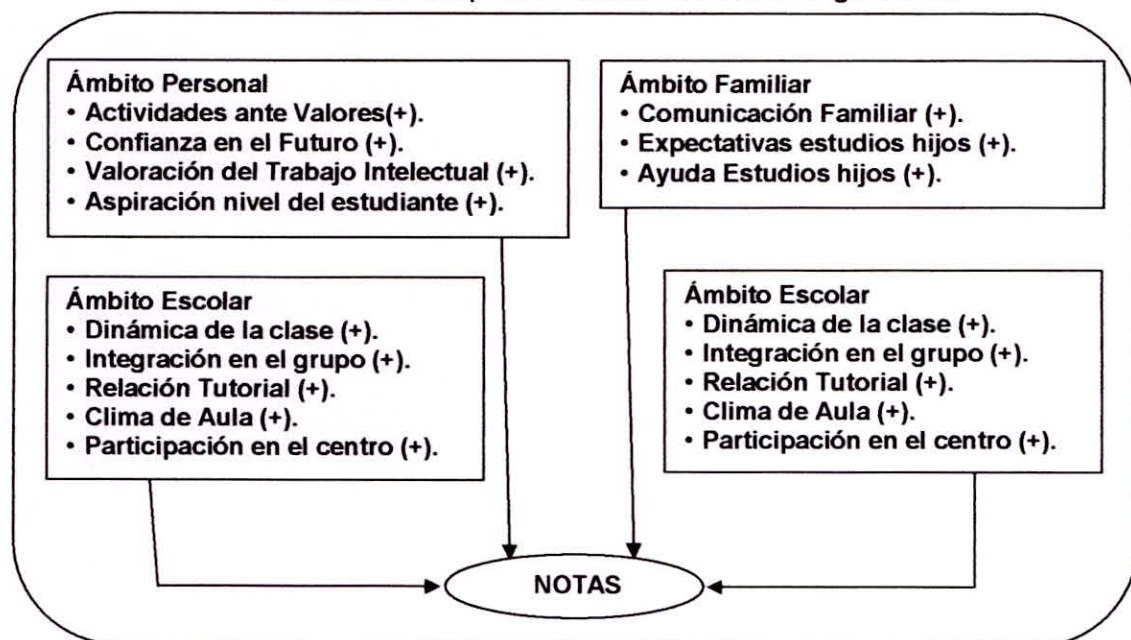 Ámbito Personal
• Actividades ante Valores(+).
• Confianza en el Futuro (+).
• Valoración del Trabajo Intelectual (+).
• Aspiración nivel del estudiante (+).
Ámbito Familiar
• Comunicación Familiar (+).
• Expectativas estudios hijos (+).
• Ayuda Estudios hijos (+).
Ámbito Escolar
• Dinámica de la clase (+).
• Integración en el grupo (+).
• Relación Tutorial (+).
• Clima de Aula (+).
• Participación en el centro (+).
Ámbito Escolar
• Dinámica de la clase (+).
• Integración en el grupo (+).
• Relación Tutorial (+).
• Clima de Aula (+).
• Participación en el centro (+).
NOTAS